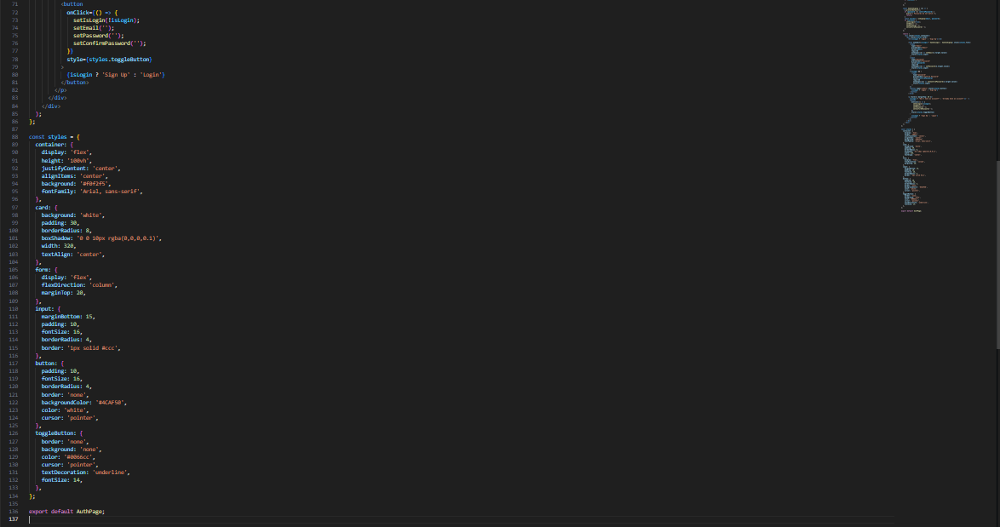 71 <button
72 onClick={() => {
73 setIsLogin(!isLogin);
74 setEmail('');
75 setPassword('');
76 setConfirmPassword('');
77 }}
78 style={styles.toggleButton}
79 >
80 {isLogin ? 'Sign Up' : 'Login'}
81 </button>
82 </p>
83 </div>
84 </div>
85 );
86 };
87
88 const styles = {
89 container: {
90 display: 'flex',
91 height: '100vh',
92 justifyContent: 'center',
93 alignItems: 'center',
94 background: '#f0f2f5',
95 fontFamily: 'Arial, sans-serif',
96 },
97 card: {
98 background: 'white',
99 padding: 30,
100 borderRadius: 8,
101 boxShadow: '0 0 10px rgba(0,0,0,0.1)',
102 width: 320,
103 textAlign: 'center',
104 },
105 form: {
106 display: 'flex',
107 flexDirection: 'column',
108 marginTop: 20,
109 },
110 input: {
111 marginBottom: 15,
112 padding: 10,
113 fontSize: 16,
114 borderRadius: 4,
115 border: '1px solid #ccc',
116 },
117 button: {
118 padding: 10,
119 fontSize: 16,
120 borderRadius: 4,
121 border: 'none',
122 backgroundColor: '#4CAF50',
123 color: 'white',
124 cursor: 'pointer',
125 },
126 toggleButton: {
127 border: 'none',
128 background: 'none',
129 color: '#0066cc',
130 cursor: 'pointer',
131 textDecoration: 'underline',
132 fontSize: 14,
133 },
134 };
135
136 export default AuthPage;
137